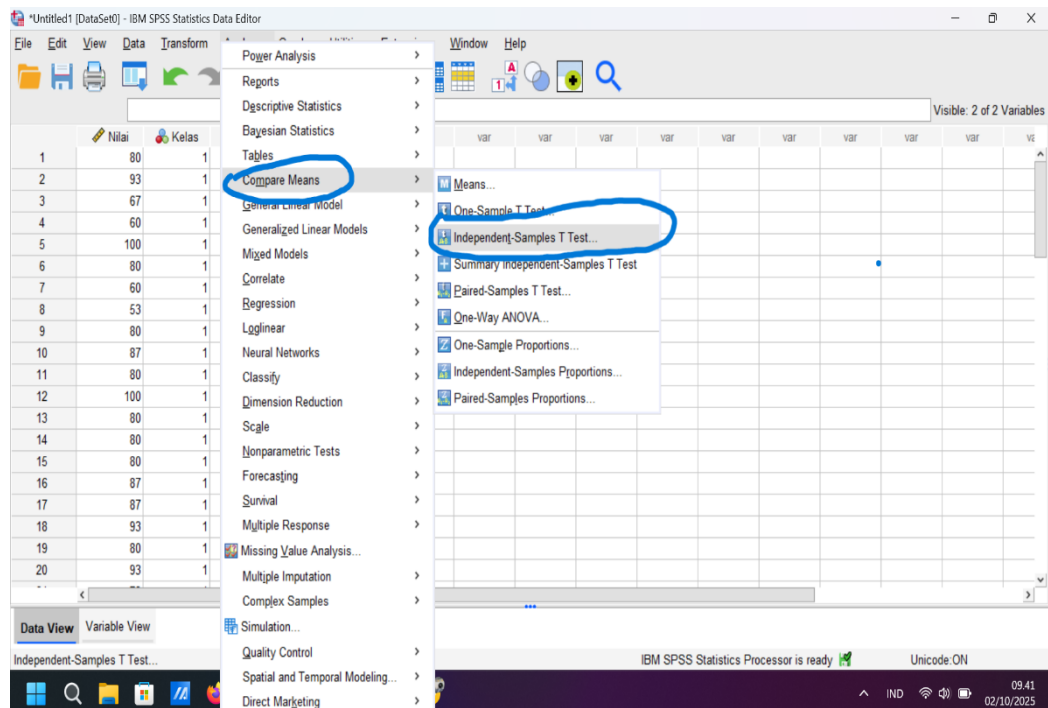 *Untitled1 [DataSet0] - IBM SPSS Statistics Data Editor
File Edit View Data Transform Window Help
Visible: 2 of 2 Variables
Nilai Kelas var var var var var var var var var
1 80 1
2 93 1
3 67 1
4 60 1
5 100 1
6 80 1
7 60 1
8 53 1
9 80 1
10 87 1
11 80 1
12 100 1
13 80 1
14 80 1
15 80 1
16 87 1
17 87 1
18 93 1
19 80 1
20 93 1
Power Analysis
Reports
Descriptive Statistics
Bayesian Statistics
Tables
Compare Means
General Linear Model
Generalized Linear Models
Mixed Models
Correlate
Regression
Loglinear
Neural Networks
Classify
Dimension Reduction
Scale
Nonparametric Tests
Forecasting
Survival
Multiple Response
Missing Value Analysis...
Multiple Imputation
Complex Samples
Simulation...
Quality Control
Spatial and Temporal Modeling...
Direct Marketing
Means...
One-Sample T Test...
Independent-Samples T Test...
Summary Independent-Samples T Test
Paired-Samples T Test...
One-Way ANOVA...
One-Sample Proportions...
Independent-Samples Proportions...
Paired-Samples Proportions...
Data View Variable View
Independent-Samples T Test...
IBM SPSS Statistics Processor is ready
Unicode:ON
IND
09.41
02/10/2025